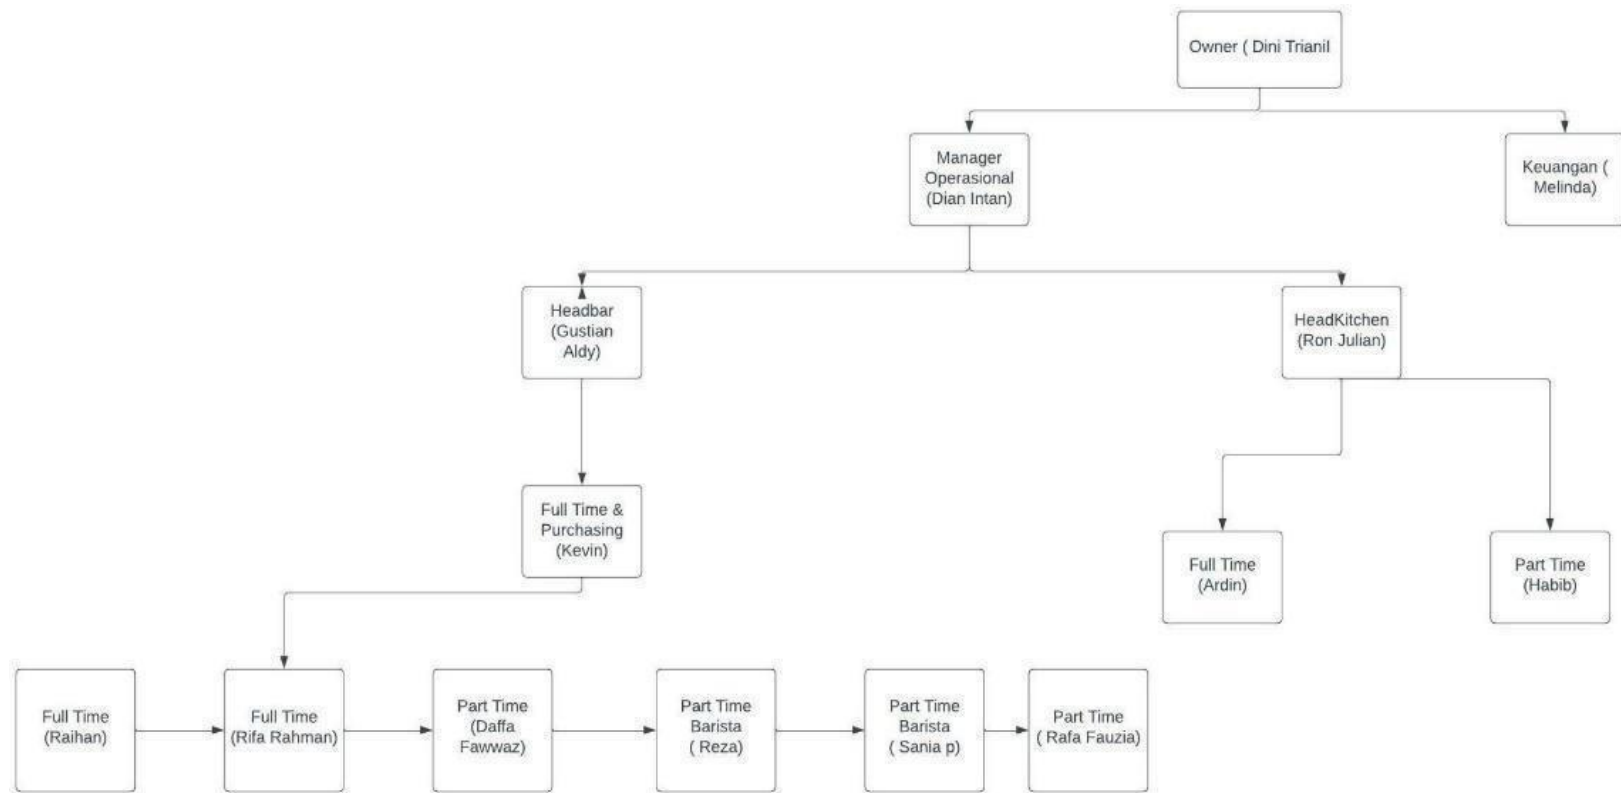 Owner ( Dini Trianil
Manager
Operasional
(Dian Intan)
Keuangan (
Melinda)
Headbar
(Gustian
Aldy)
HeadKitchen
(Ron Julian)
Full Time &
Purchasing
(Kevin)
Full Time
(Ardin)
Part Time
(Habib)
Full Time
(Raihan)
Full Time
(Rifa Rahman)
Part Time
(Daffa
Fawwaz)
Part Time
Barista
( Reza)
Part Time
Barista
( Sania p)
Part Time
( Rafa Fauzia)